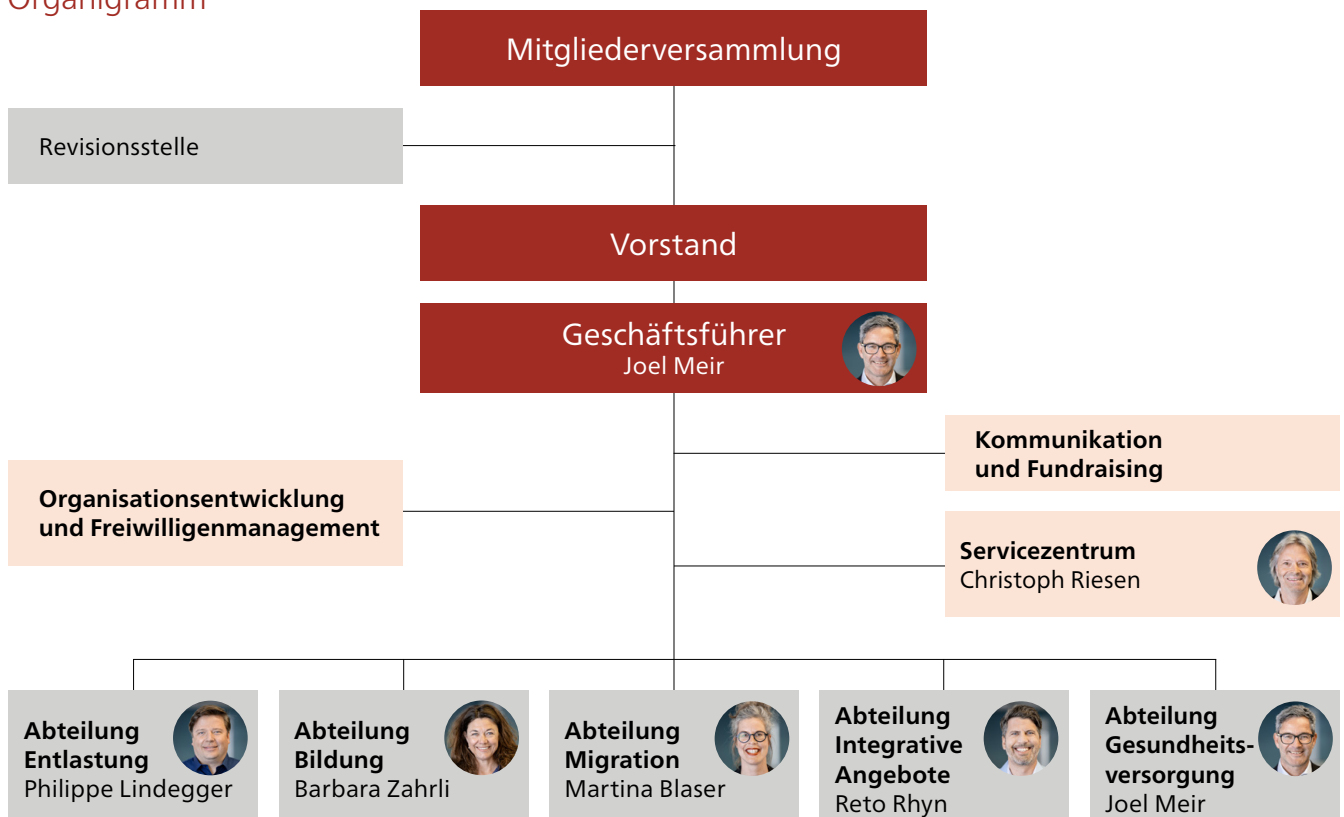 Organigramm
Mitgliederversammlung
Revisionsstelle
Vorstand
Geschäftsführer
Joel Meir
Kommunikation
und Fundraising
Organisationsentwicklung
und Freiwilligenmanagement
Servicezentrum
Christoph Riesen
Abteilung
Entlastung
Philippe Lindegger
Abteilung
Bildung
Barbara Zahrli
Abteilung
Migration
Martina Blaser
Abteilung
Integrative
Angebote
Reto Rhyn
Abteilung
Gesundheits-
versorgung
Joel Meir